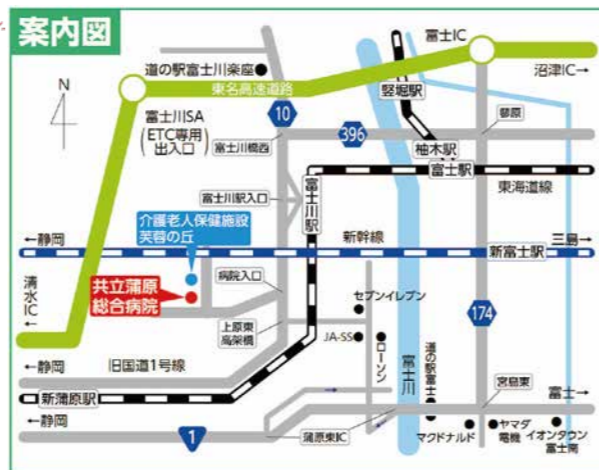 案内図
N
富士IC
沼津IC→
道の駅富士川楽座
東名高速道路
富士川SA
(ETC専用
出入口)
10
396
竪堀駅
富士川橋西
柚木駅
富士駅
東海道線
富士川駅入口
富士川駅
介護老人保健施設
芙蓉の丘
←静岡
新幹線
新富士駅
三島→
共立蒲原
総合病院
病院入口
清水IC
↓
セブンイレブン
174
上原東
高架橋
JA-SS
ローソン
富士川
道の駅富士
←静岡
旧国道1号線
新蒲原駅
宮島東
富士→
←静岡
1
蒲原東IC
マクドナルド
ヤマダ
電機
イオンタウン
富士南